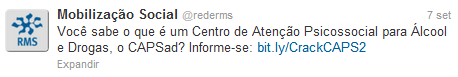 Mobilização Social @rederms 7 set
Você sabe o que é um Centro de Atenção Psicossocial para Álcool
e Drogas, o CAPSad? Informe-se: bit.ly/CrackCAPS2
Expandir
RMS